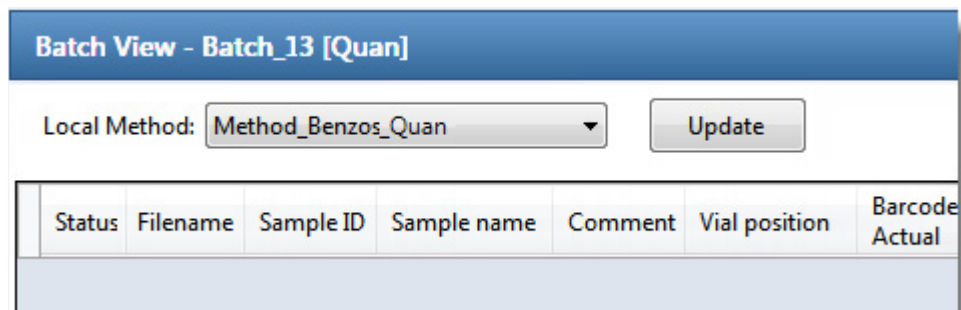 Batch View - Batch_13 [Quan]
Local Method: Method_Benzos_Quan Update
Status Filename Sample ID Sample name Comment Vial position Barcode Actual